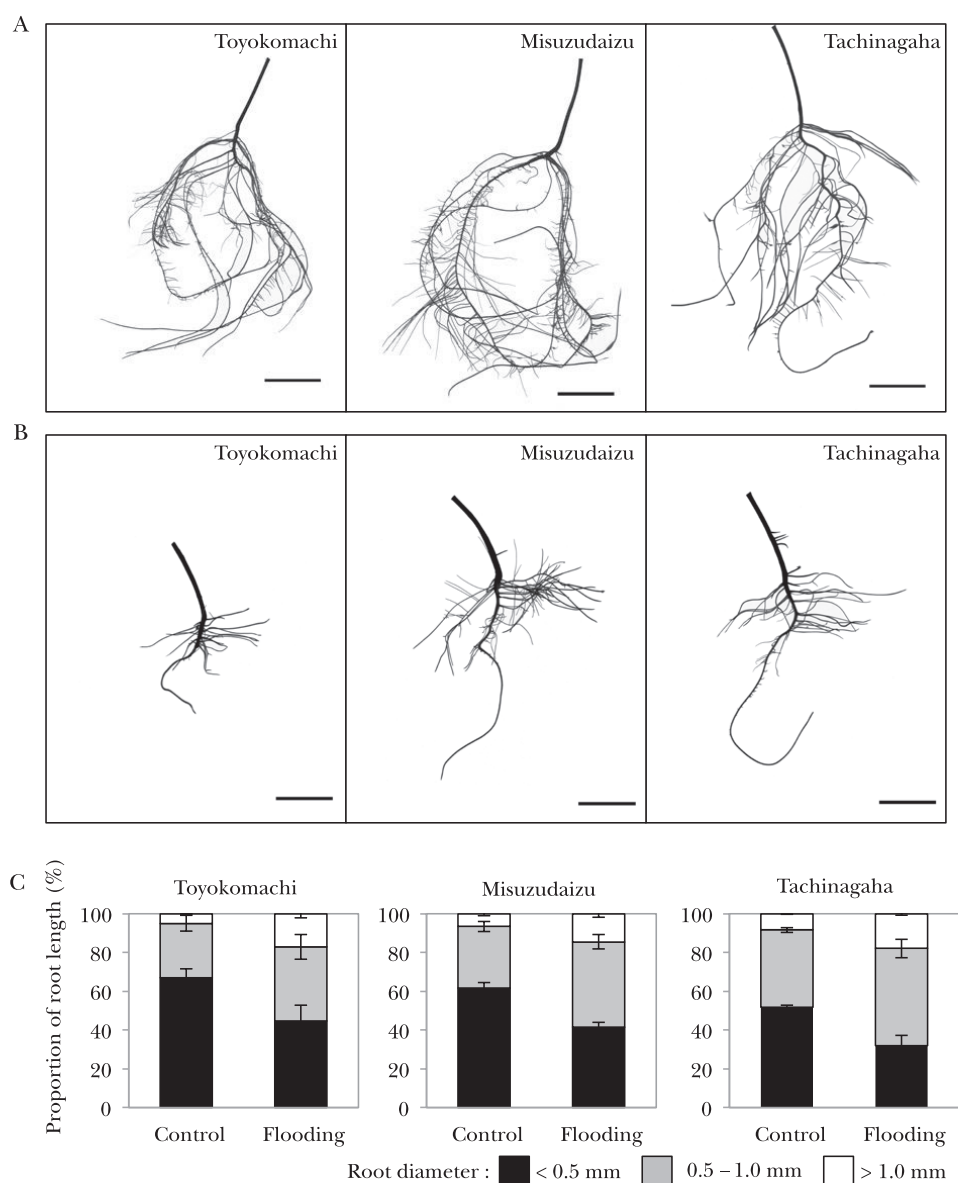 A
Toyokomachi Misuzudaizu Tachinagaha
B
Toyokomachi Misuzudaizu Tachinagaha
C
Proportion of root length (%)
Toyokomachi Misuzudaizu Tachinagaha
100 100 100
80 80 80
60 60 60
40 40 40
20 20 20
0 0 0
Control Flooding Control Flooding Control Flooding
Root diameter : < 0.5 mm 0.5 – 1.0 mm > 1.0 mm